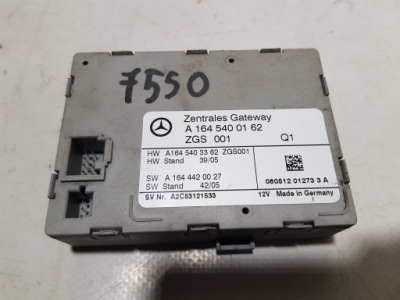 7550
Zentrales Gateway
A 164 540 01 62
ZGS 001 Q1
HW A164 540 33 62 ZGS001
HW Stand 39/05
SW A 164 442 00 27
SW Stand 42/05
060512 01273 3 A
SV Nr. A2C53121533 12V Made in Germany